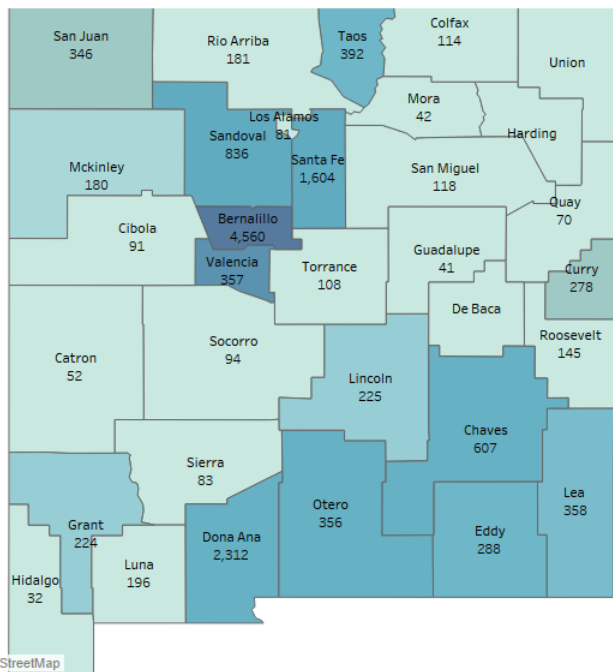 San Juan
346
Rio Arriba
181
Taos
392
Colfax
114
Union
Mora
42
Harding
Los Alamos
81
Sandoval
836
Santa Fe
1,604
San Miguel
118
Mckinley
180
Quay
70
Cibola
91
Bernalillo
4,560
Valencia
357
Torrance
108
Guadalupe
41
Curry
278
De Baca
Roosevelt
145
Catron
52
Socorro
94
Lincoln
225
Chaves
607
Sierra
83
Lea
358
Otero
356
Eddy
288
Grant
224
Dona Ana
2,312
Luna
196
Hidalgo
32
StreetMap